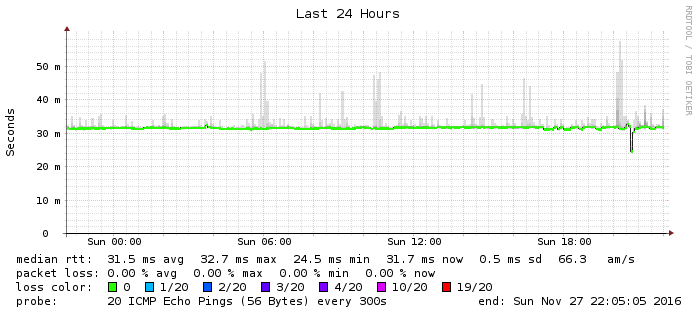 Last 24 Hours
RRDTOOL / TOBI OETIKER
Seconds
50 m
40 m
30 m
20 m
10 m
0
Sun 00:00 Sun 06:00 Sun 12:00 Sun 18:00
median rtt: 31.5 ms avg 32.7 ms max 24.5 ms min 31.7 ms now 0.5 ms sd 66.3 am/s
packet loss: 0.00 % avg 0.00 % max 0.00 % min 0.00 % now
loss color: 0 1/20 2/20 3/20 4/20 10/20 19/20
probe: 20 ICMP Echo Pings (56 Bytes) every 300s end: Sun Nov 27 22:05:05 2016